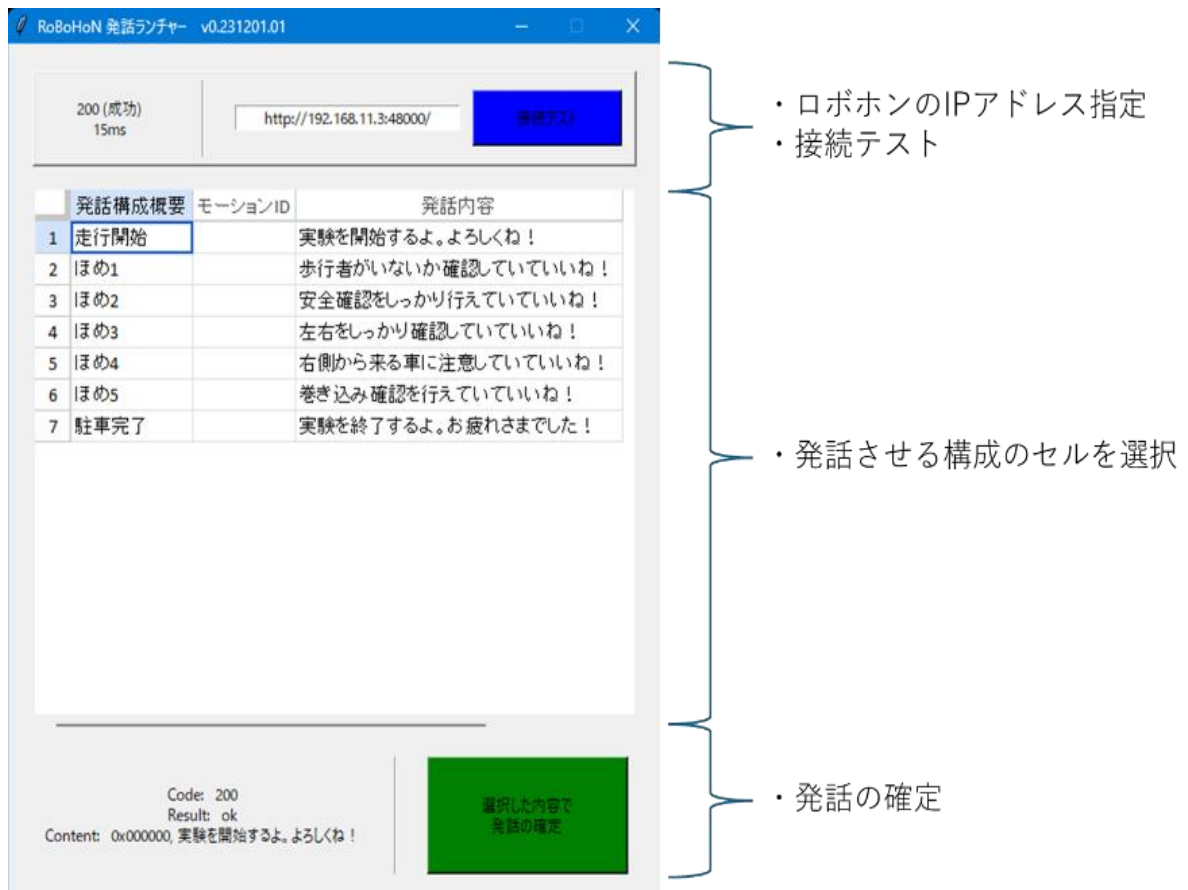 RoBoHoN 発話ランチャー v0.231201.01
200 (成功)
15ms
http://192.168.11.3:48000/
接続テスト
・ロボホンのIPアドレス指定
・接続テスト
発話構成概要 モーションID 発話内容
1 走行開始 実験を開始するよ。よろしくね！
2 ほめ1 歩行者がいないか確認していていいね！
3 ほめ2 安全確認をしっかり行えていていいね！
4 ほめ3 左右をしっかり確認していていいね！
5 ほめ4 右側から来る車に注意していていいね！
6 ほめ5 巻き込み確認を行えていていいね！
7 駐車完了 実験を終了するよ。お疲れさまでした！
・発話させる構成のセルを選択
Code: 200
Result: ok
Content: 0x000000, 実験を開始するよ。よろしくね！
選択した内容で
発話の確定
・発話の確定